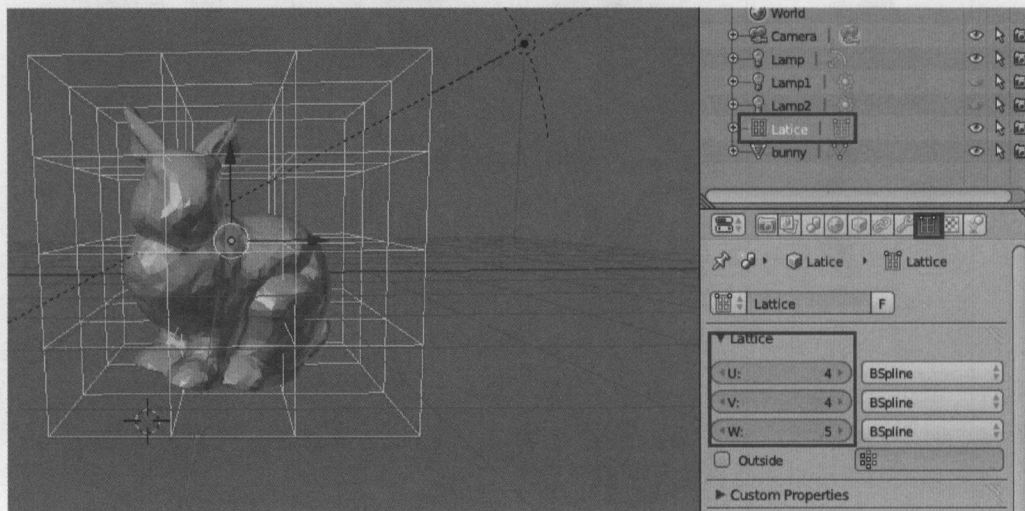 World
Camera
Lamp
Lamp1
Lamp2
Latice
bunny
Latice Lattice
Lattice F
Lattice
U: 4 BSpline
V: 4 BSpline
W: 5 BSpline
Outside
Custom Properties